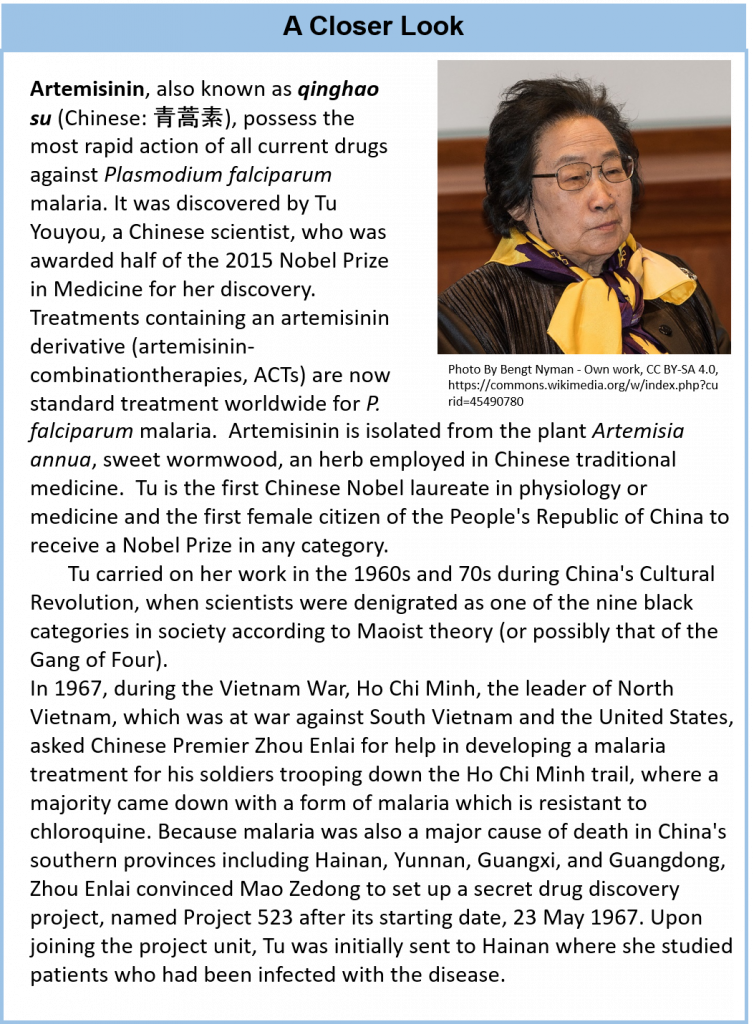 A Closer Look
Artemisinin, also known as qinghao
su (Chinese: 青蒿素), possess the
most rapid action of all current drugs
against Plasmodium falciparum
malaria. It was discovered by Tu
Youyou, a Chinese scientist, who was
awarded half of the 2015 Nobel Prize
in Medicine for her discovery.
Treatments containing an artemisinin
derivative (artemisinin-
combinationtherapies, ACTs) are now
standard treatment worldwide for P.
falciparum malaria.  Artemisinin is isolated from the plant Artemisia
annua, sweet wormwood, an herb employed in Chinese traditional
medicine.  Tu is the first Chinese Nobel laureate in physiology or
medicine and the first female citizen of the People's Republic of China to
receive a Nobel Prize in any category.
Tu carried on her work in the 1960s and 70s during China's Cultural
Revolution, when scientists were denigrated as one of the nine black
categories in society according to Maoist theory (or possibly that of the
Gang of Four).
In 1967, during the Vietnam War, Ho Chi Minh, the leader of North
Vietnam, which was at war against South Vietnam and the United States,
asked Chinese Premier Zhou Enlai for help in developing a malaria
treatment for his soldiers trooping down the Ho Chi Minh trail, where a
majority came down with a form of malaria which is resistant to
chloroquine. Because malaria was also a major cause of death in China's
southern provinces including Hainan, Yunnan, Guangxi, and Guangdong,
Zhou Enlai convinced Mao Zedong to set up a secret drug discovery
project, named Project 523 after its starting date, 23 May 1967. Upon
joining the project unit, Tu was initially sent to Hainan where she studied
patients who had been infected with the disease.
Photo By Bengt Nyman - Own work, CC BY-SA 4.0,
https://commons.wikimedia.org/w/index.php?cu
rid=45490780